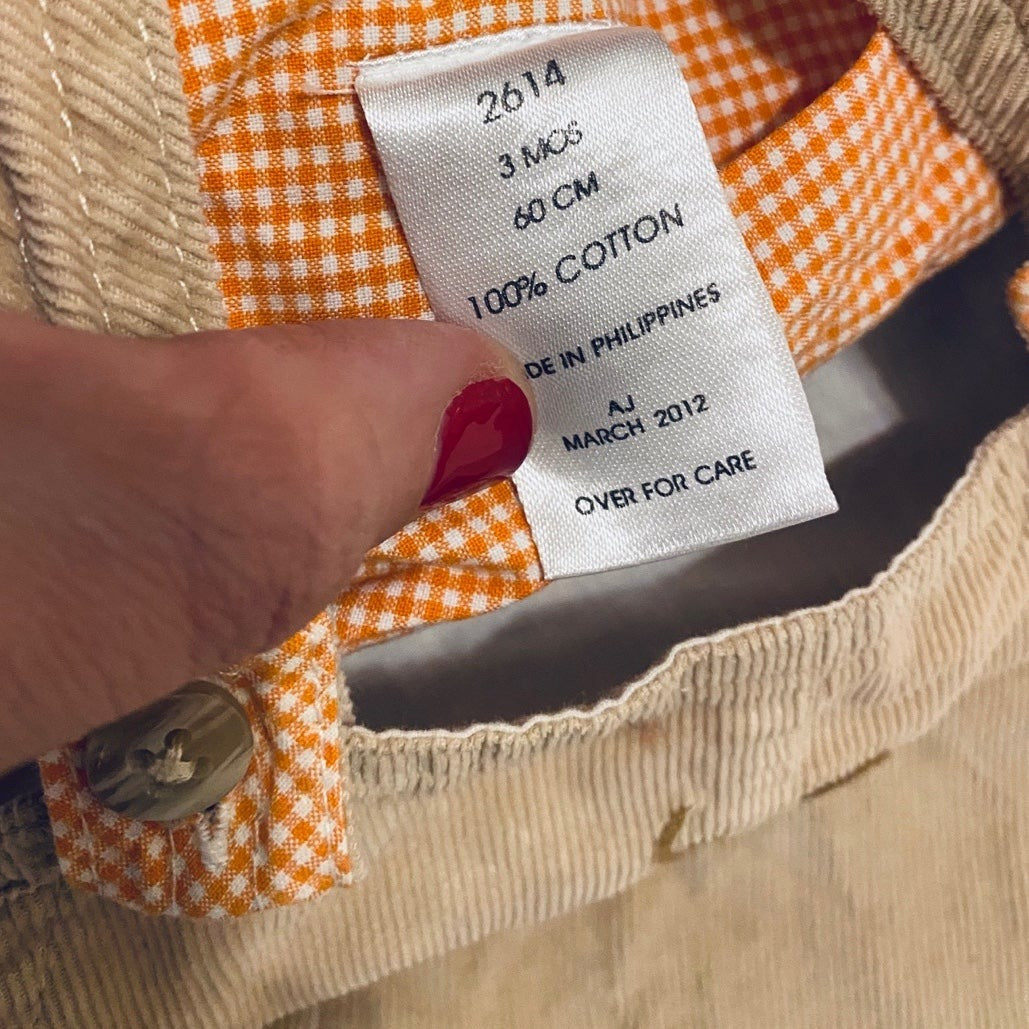 2614
3 MOS
60 CM
100% COTTON
DE IN PHILIPPINES
AJ
MARCH 2012
OVER FOR CARE